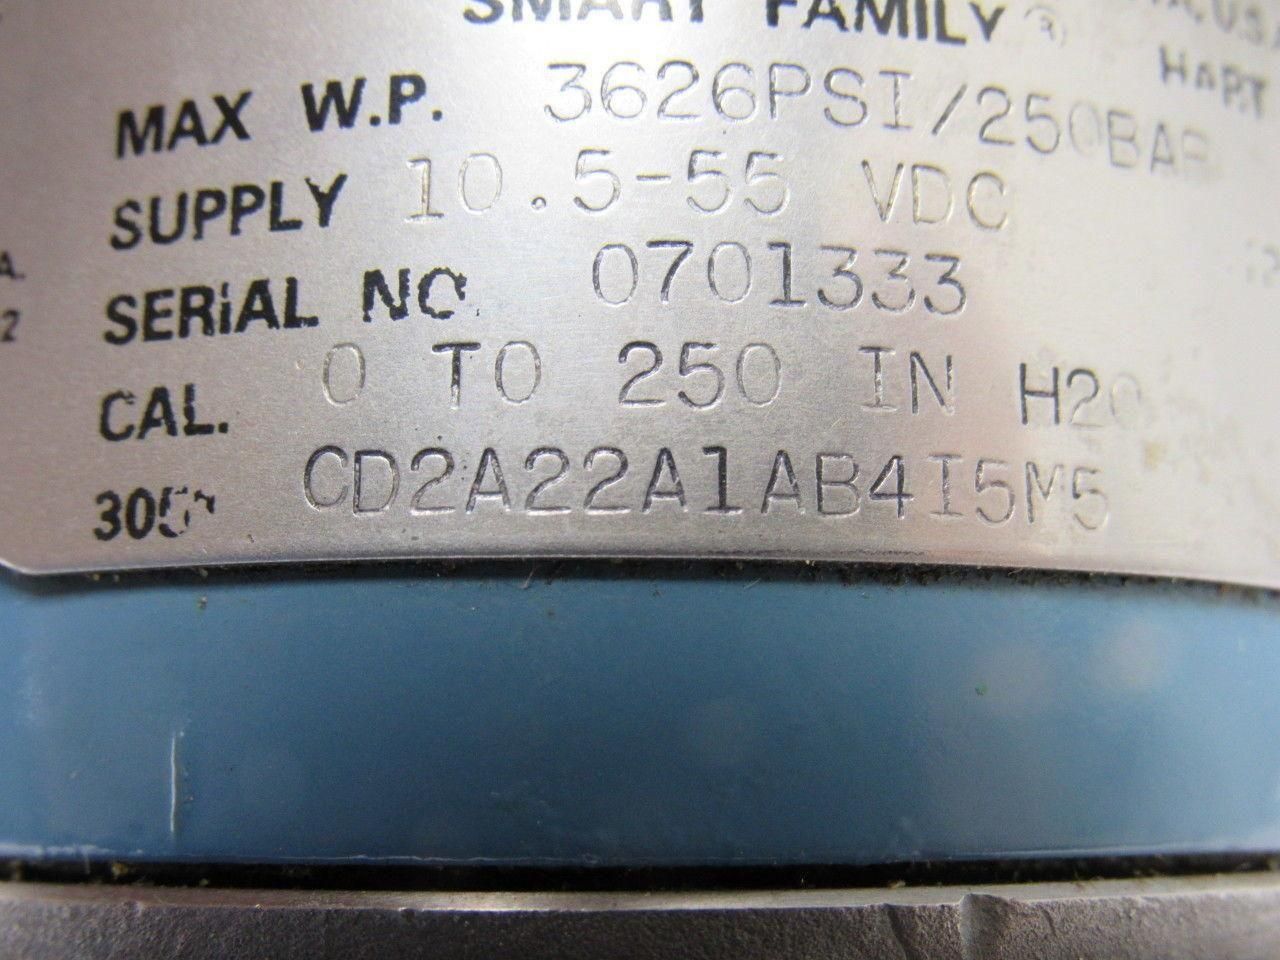 SMART FAMILY ®
HART
MAX W.P. 3626PSI/250BAR
SUPPLY 10.5-55 VDC
SERIAL NO 0701333
CAL. 0 TO 250 IN H2O
3051 CD2A22A1AB4I5M5